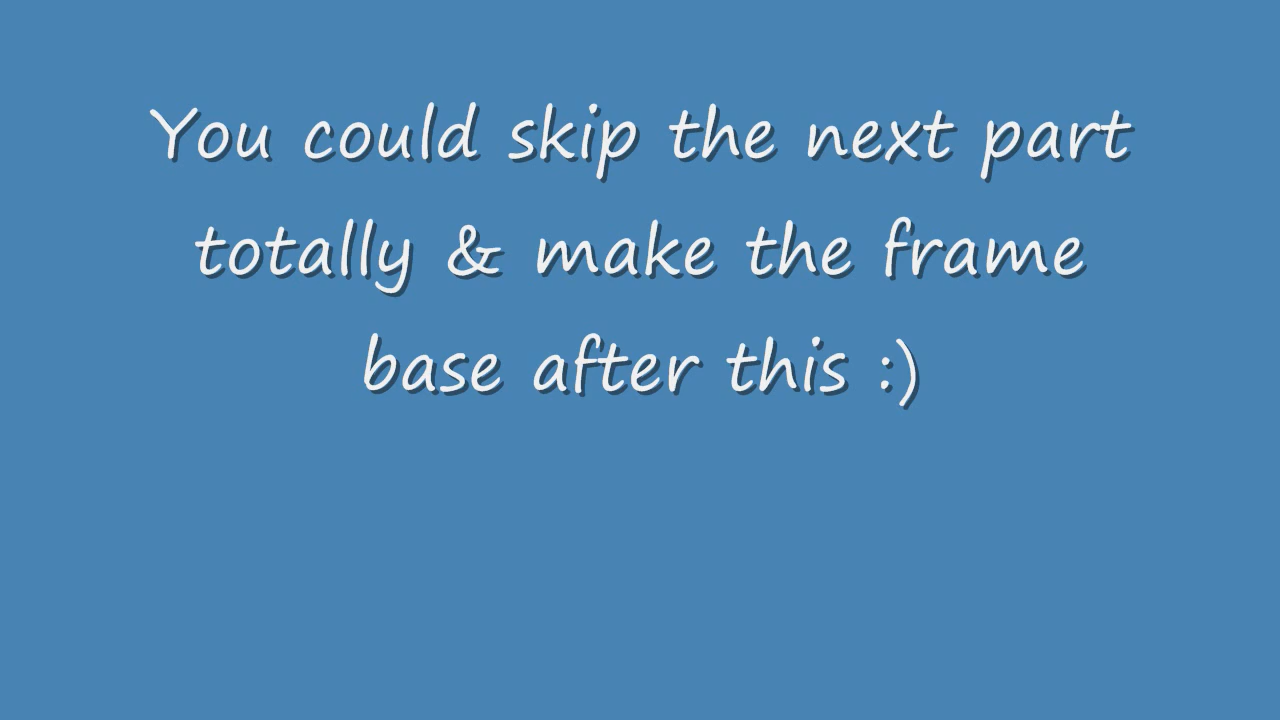 You could skip the next part
totally & make the frame
base after this :)